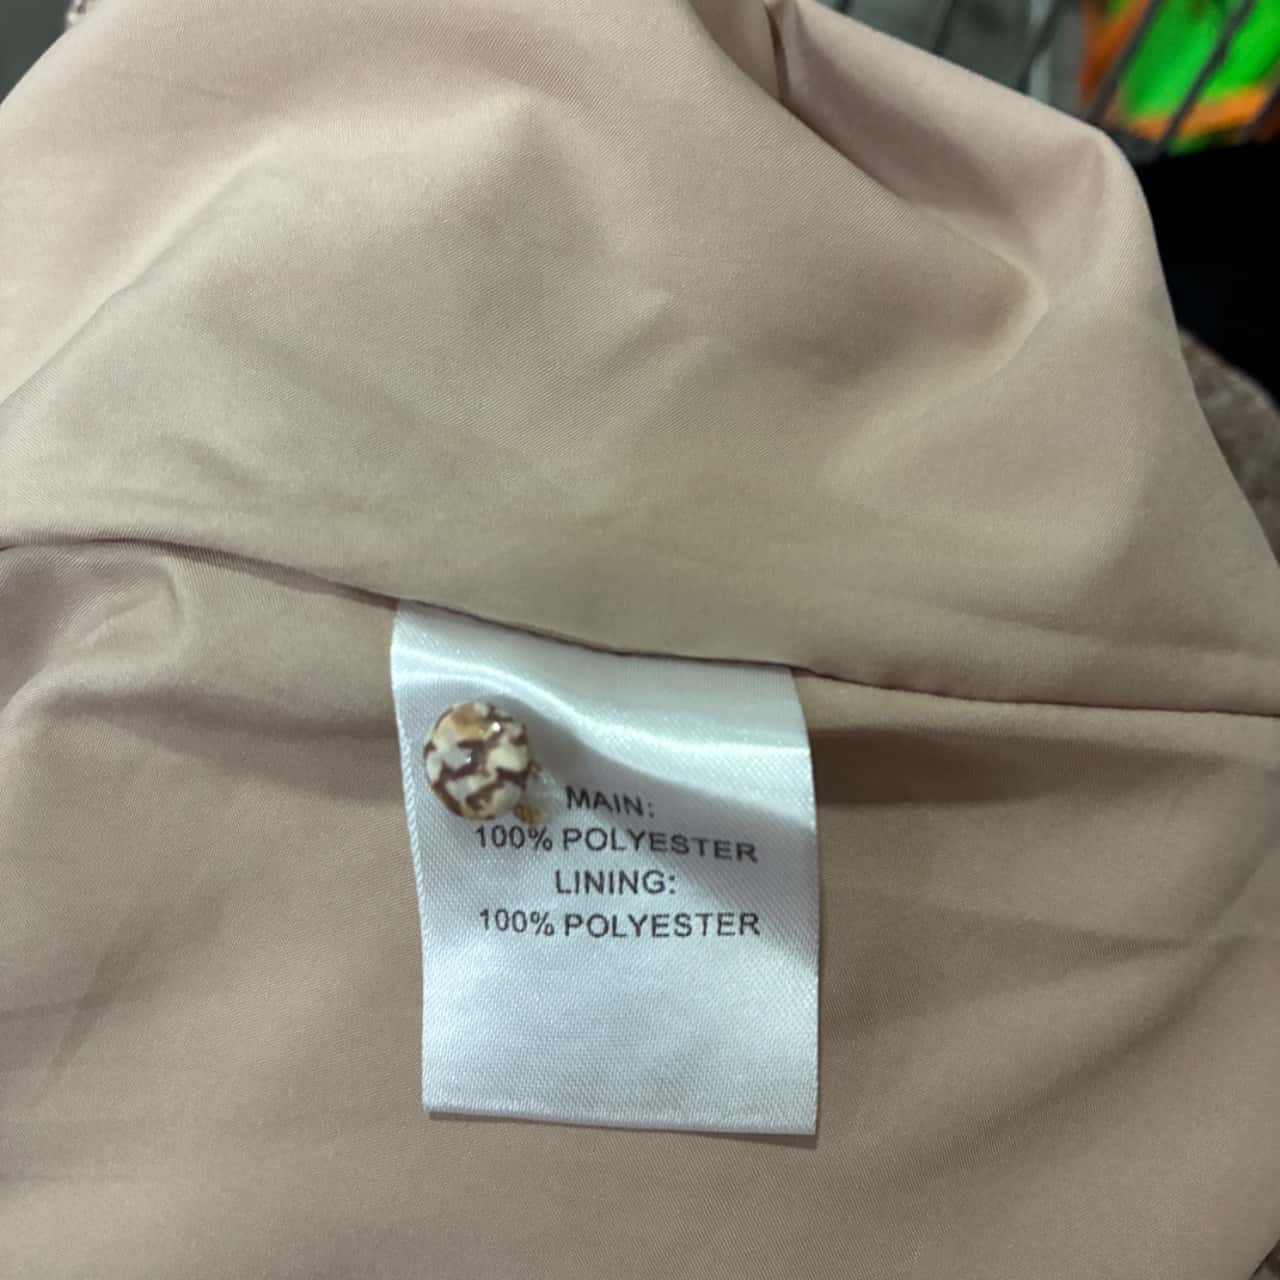 MAIN:
100% POLYESTER
LINING:
100% POLYESTER